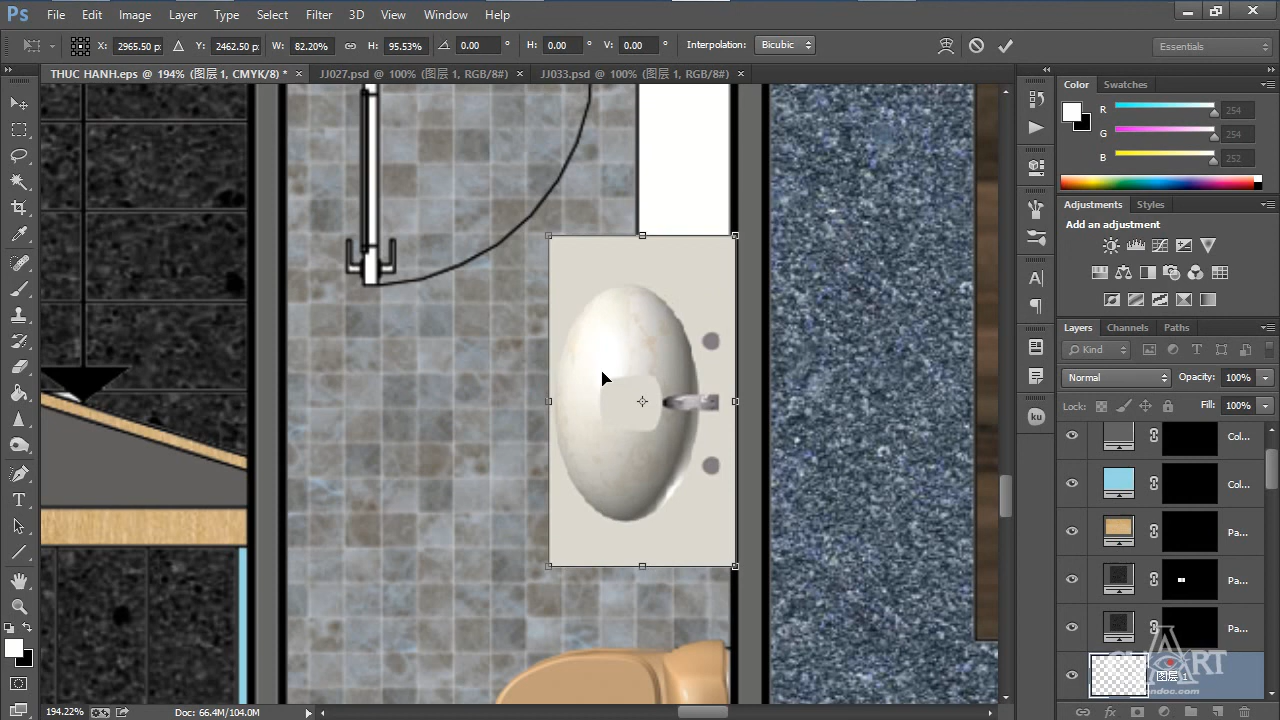 Ps File Edit Image Layer Type Select Filter 3D View Window Help
X: 2965.50 p: Y: 2462.50 p: W: 82.20% H: 95.53% 0.00 ° H: 0.00 ° V: 0.00 ° Interpolation: Bicubic Essentials
THUC HANH.eps @ 194% (图层 1, CMYK/8) * × JJ027.psd @ 100% (图层 1, RGB/8#) × JJ033.psd @ 100% (图层 1, RGB/8#) ×
Color Swatches
R 254
G 254
B 252
Adjustments Styles
Add an adjustment
Layers Channels Paths
Kind
Normal Opacity: 100%
Lock: Fill: 100%
Col...
Col...
Pa...
Pa...
Pa...
图层 1
194.22% Doc: 66.4M/104.0M